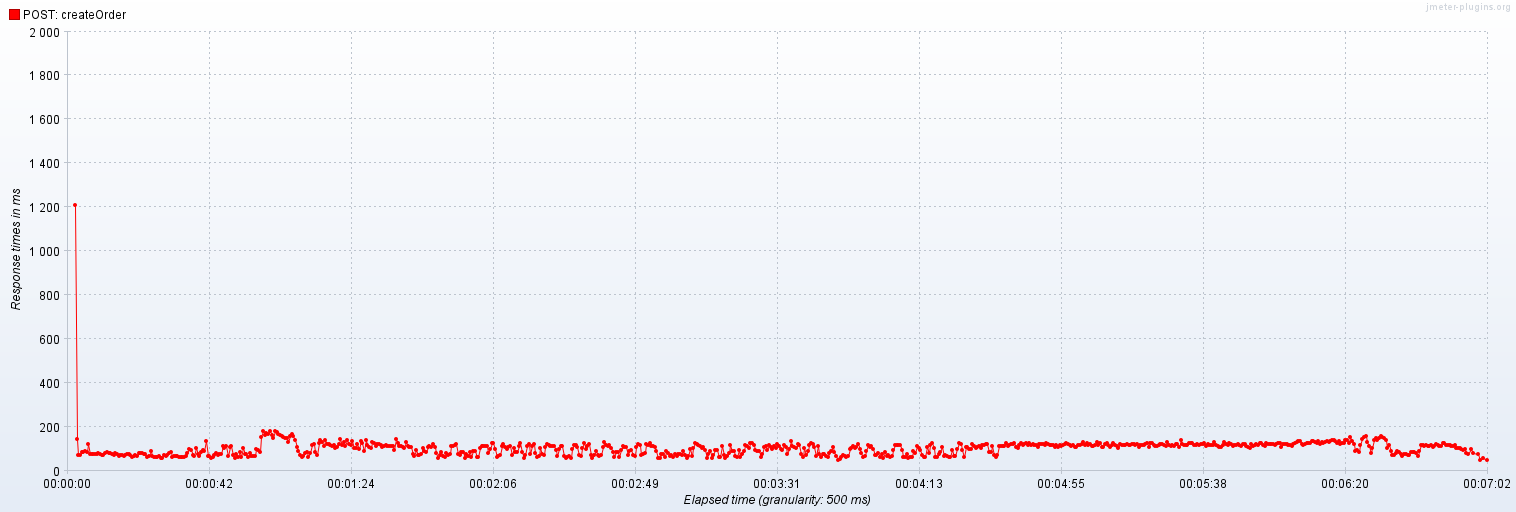 POST: createOrder
jmeter-plugins.org
2 000
1 800
1 600
1 400
1 200
1 000
800
600
400
200
0
Response times in ms
00:00:00 00:00:42 00:01:24 00:02:06 00:02:49 00:03:31 00:04:13 00:04:55 00:05:38 00:06:20 00:07:02
Elapsed time (granularity: 500 ms)